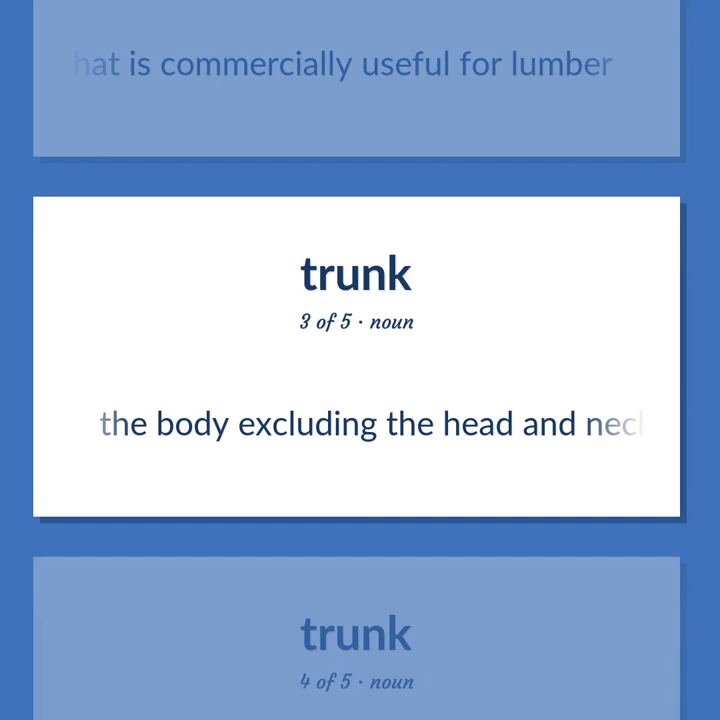 hat is commercially useful for lumber
trunk
3 of 5 · noun
the body excluding the head and neck
trunk
4 of 5 · noun